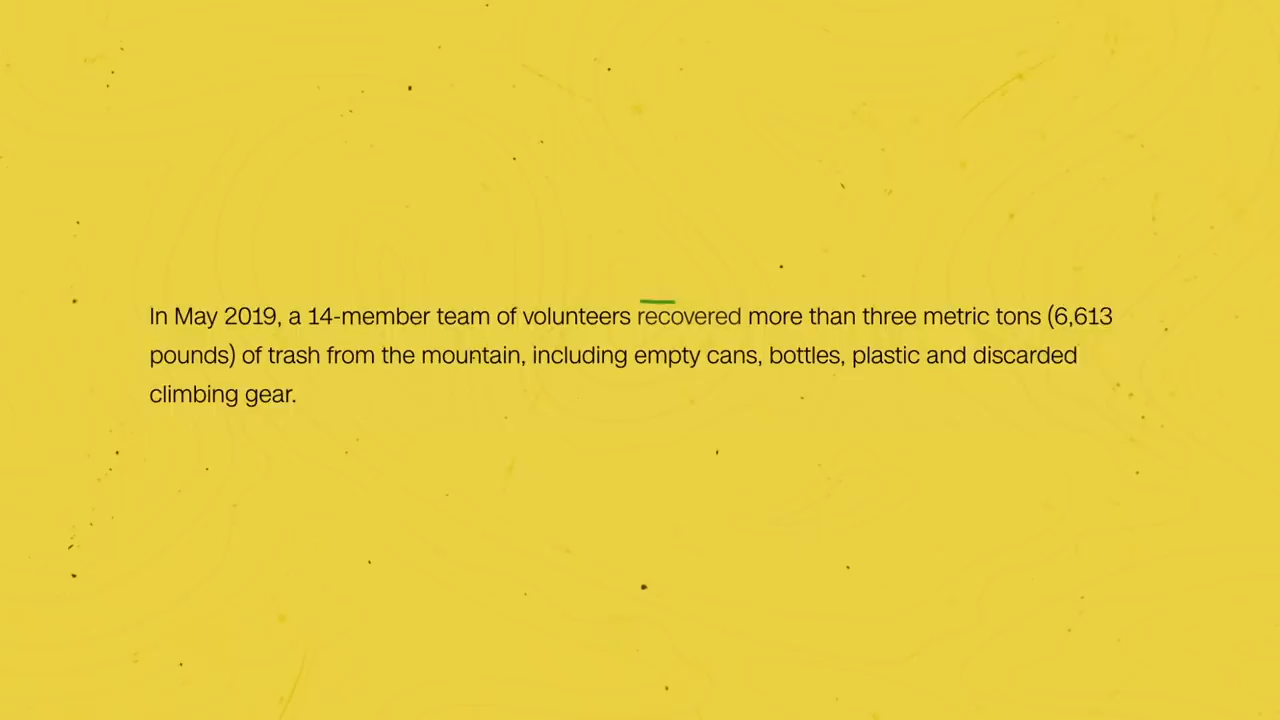 In May 2019, a 14-member team of volunteers recovered more than three metric tons (6,613
pounds) of trash from the mountain, including empty cans, bottles, plastic and discarded
climbing gear.